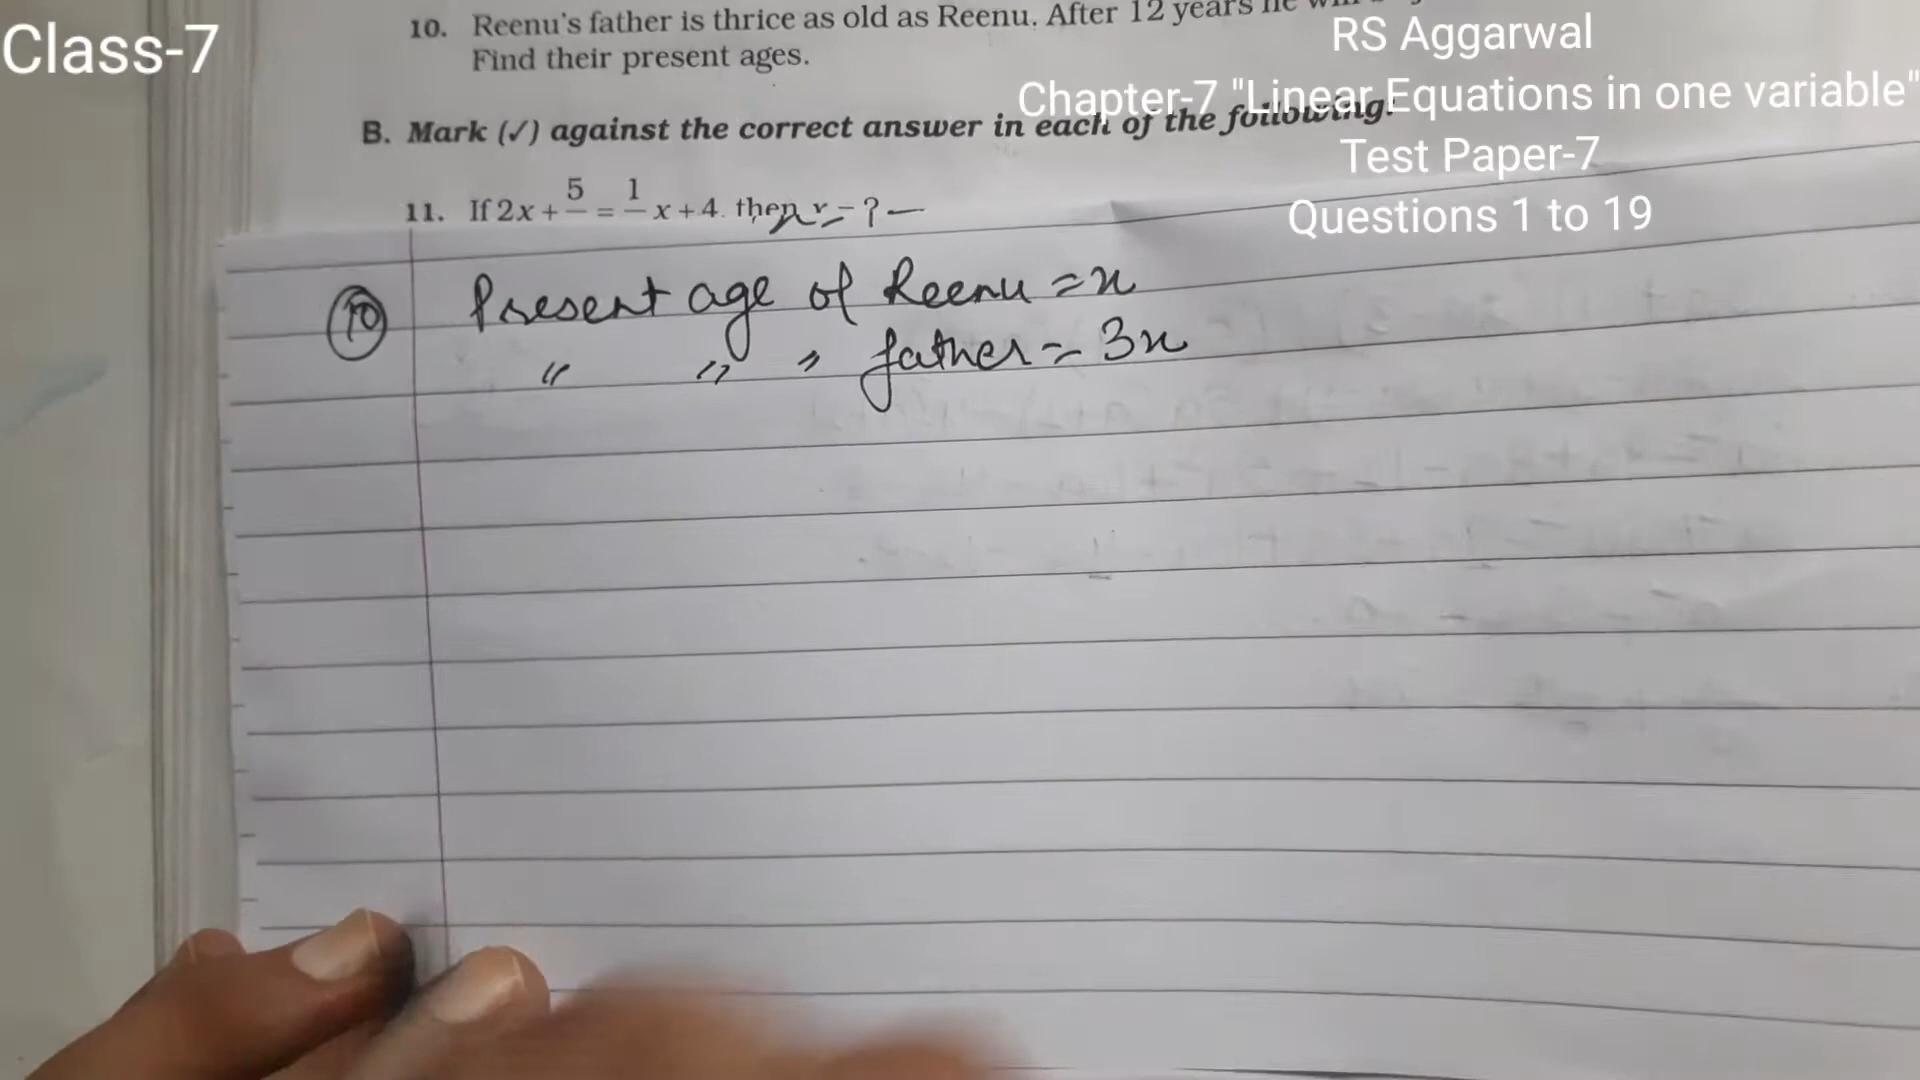 Class-7
10. Reenu's father is thrice as old as Reenu. After 12 years he
Find their present ages.
RS Aggarwal
Chapter-7 "Linear Equations in one variable"
Test Paper-7
Questions 1 to 19
B. Mark (✓) against the correct answer in each of the following:
11. If 2x + 5 = 1 x + 4. then x = ?
10 Present age of Reenu = x
" " " father = 3x